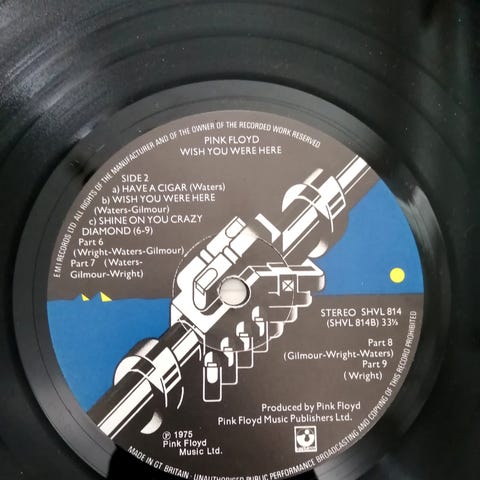 EMI RECORDS LTD ALL RIGHTS OF THE MANUFACTURER AND OF THE OWNER OF THE RECORDED WORK RESERVED
PINK FLOYD
WISH YOU WERE HERE
SIDE 2
a) HAVE A CIGAR (Waters)
b) WISH YOU WERE HERE
(Waters-Gilmour)
c) SHINE ON YOU CRAZY
DIAMOND (6-9)
Part 6
(Wright-Waters-Gilmour)
Part 7 (Waters-
Gilmour-Wright)
STEREO SHVL 814
(SHVL 814B) 33⅓
Part 8
(Gilmour-Wright-Waters)
Part 9
(Wright)
Produced by Pink Floyd
Pink Floyd Music Publishers Ltd.
℗ 1975
Pink Floyd
Music Ltd.
MADE IN GT. BRITAIN · UNAUTHORISED PUBLIC PERFORMANCE BROADCASTING AND COPYING OF THIS RECORD PROHIBITED